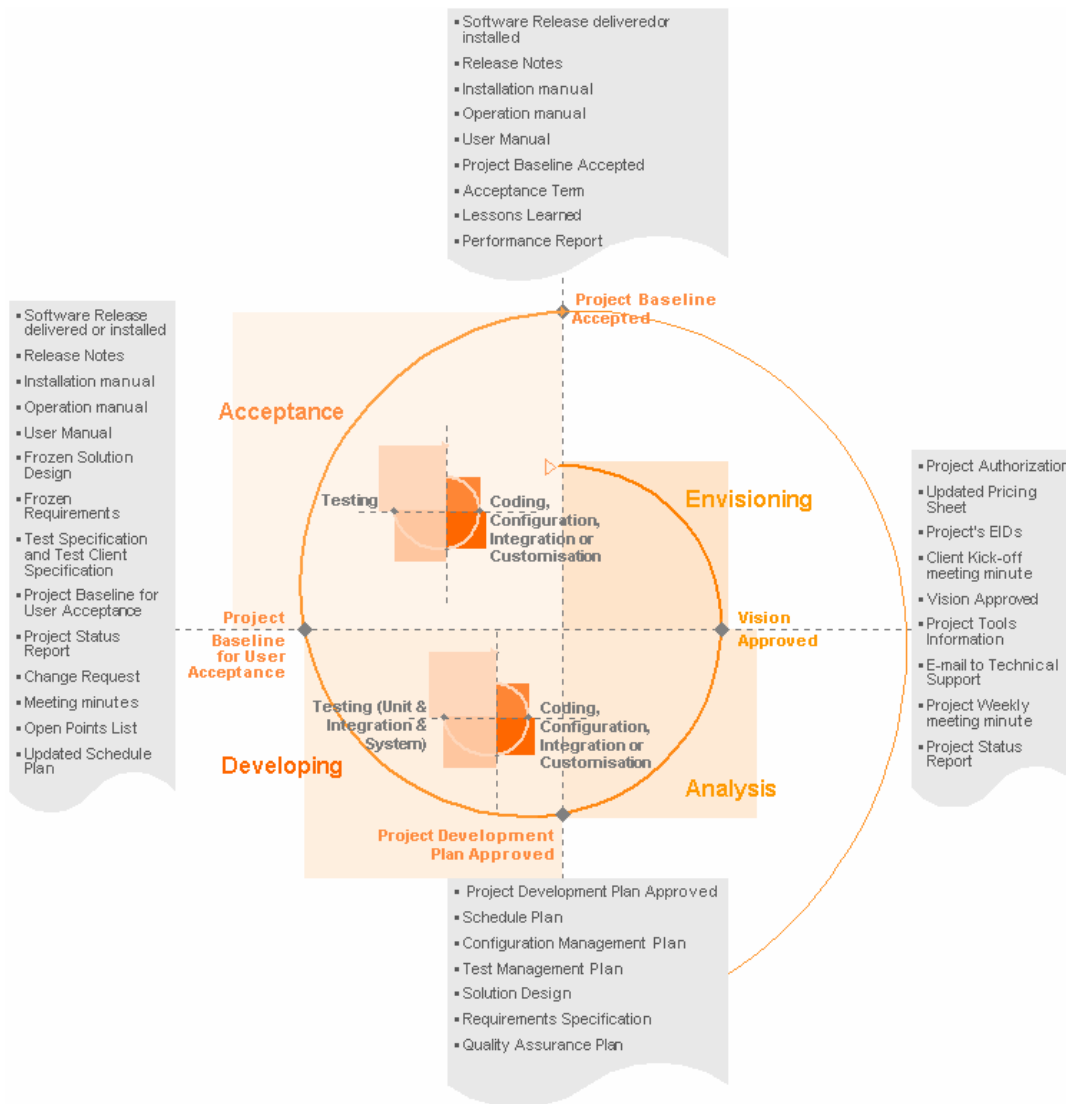 ▪ Software Release deliveredor
installed
▪ Release Notes
▪ Installation manual
▪ Operation manual
▪ User Manual
▪ Project Baseline Accepted
▪ Acceptance Term
▪ Lessons Learned
▪ Performance Report
Project Baseline
Accepted
▪ Software Release
delivered or installed
▪ Release Notes
▪ Installation manual
▪ Operation manual
▪ User Manual
▪ Frozen Solution
Design
▪ Frozen
Requirements
▪ Test Specification
and Test Client
Specification
▪ Project Baseline for
User Acceptance
▪ Project Status
Report
▪ Change Request
▪ Meeting minutes
▪ Open Points List
▪ Updated Schedule
Plan
Acceptance
Testing
Coding,
Configuration,
Integration or
Customisation
Envisioning
Project
Baseline
for User
Acceptance
Vision
Approved
Testing (Unit &
Integration &
System)
Coding,
Configuration,
Integration or
Customisation
Developing
Analysis
Project Development
Plan Approved
▪ Project Authorization
▪ Updated Pricing
Sheet
▪ Project's EIDs
▪ Client Kick-off
meeting minute
▪ Vision Approved
▪ Project Tools
Information
▪ E-mail to Technical
Support
▪ Project Weekly
meeting minute
▪ Project Status
Report
▪ Project Development Plan Approved
▪ Schedule Plan
▪ Configuration Management Plan
▪ Test Management Plan
▪ Solution Design
▪ Requirements Specification
▪ Quality Assurance Plan